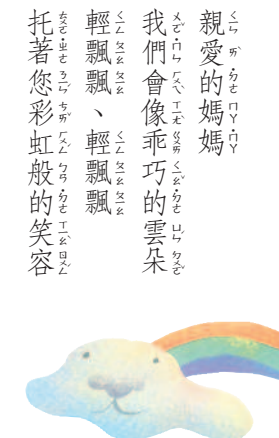 親愛的媽媽
我們會像乖巧的雲朵
輕飄飄、輕飄飄
托著您彩虹般的笑容